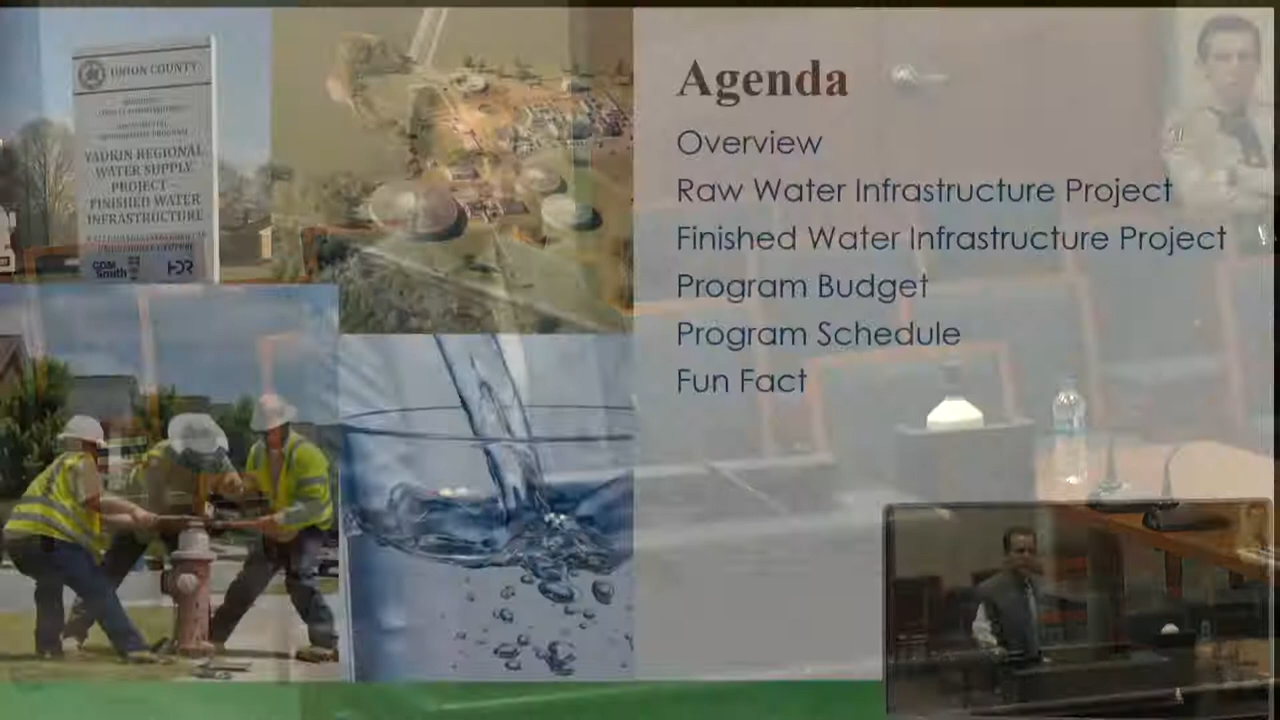 UNION COUNTY
YADKIN REGIONAL
WATER SUPPLY
PROJECT -
FINISHED WATER
INFRASTRUCTURE
CDM
Smith
HDR
Agenda
Overview
Raw Water Infrastructure Project
Finished Water Infrastructure Project
Program Budget
Program Schedule
Fun Fact